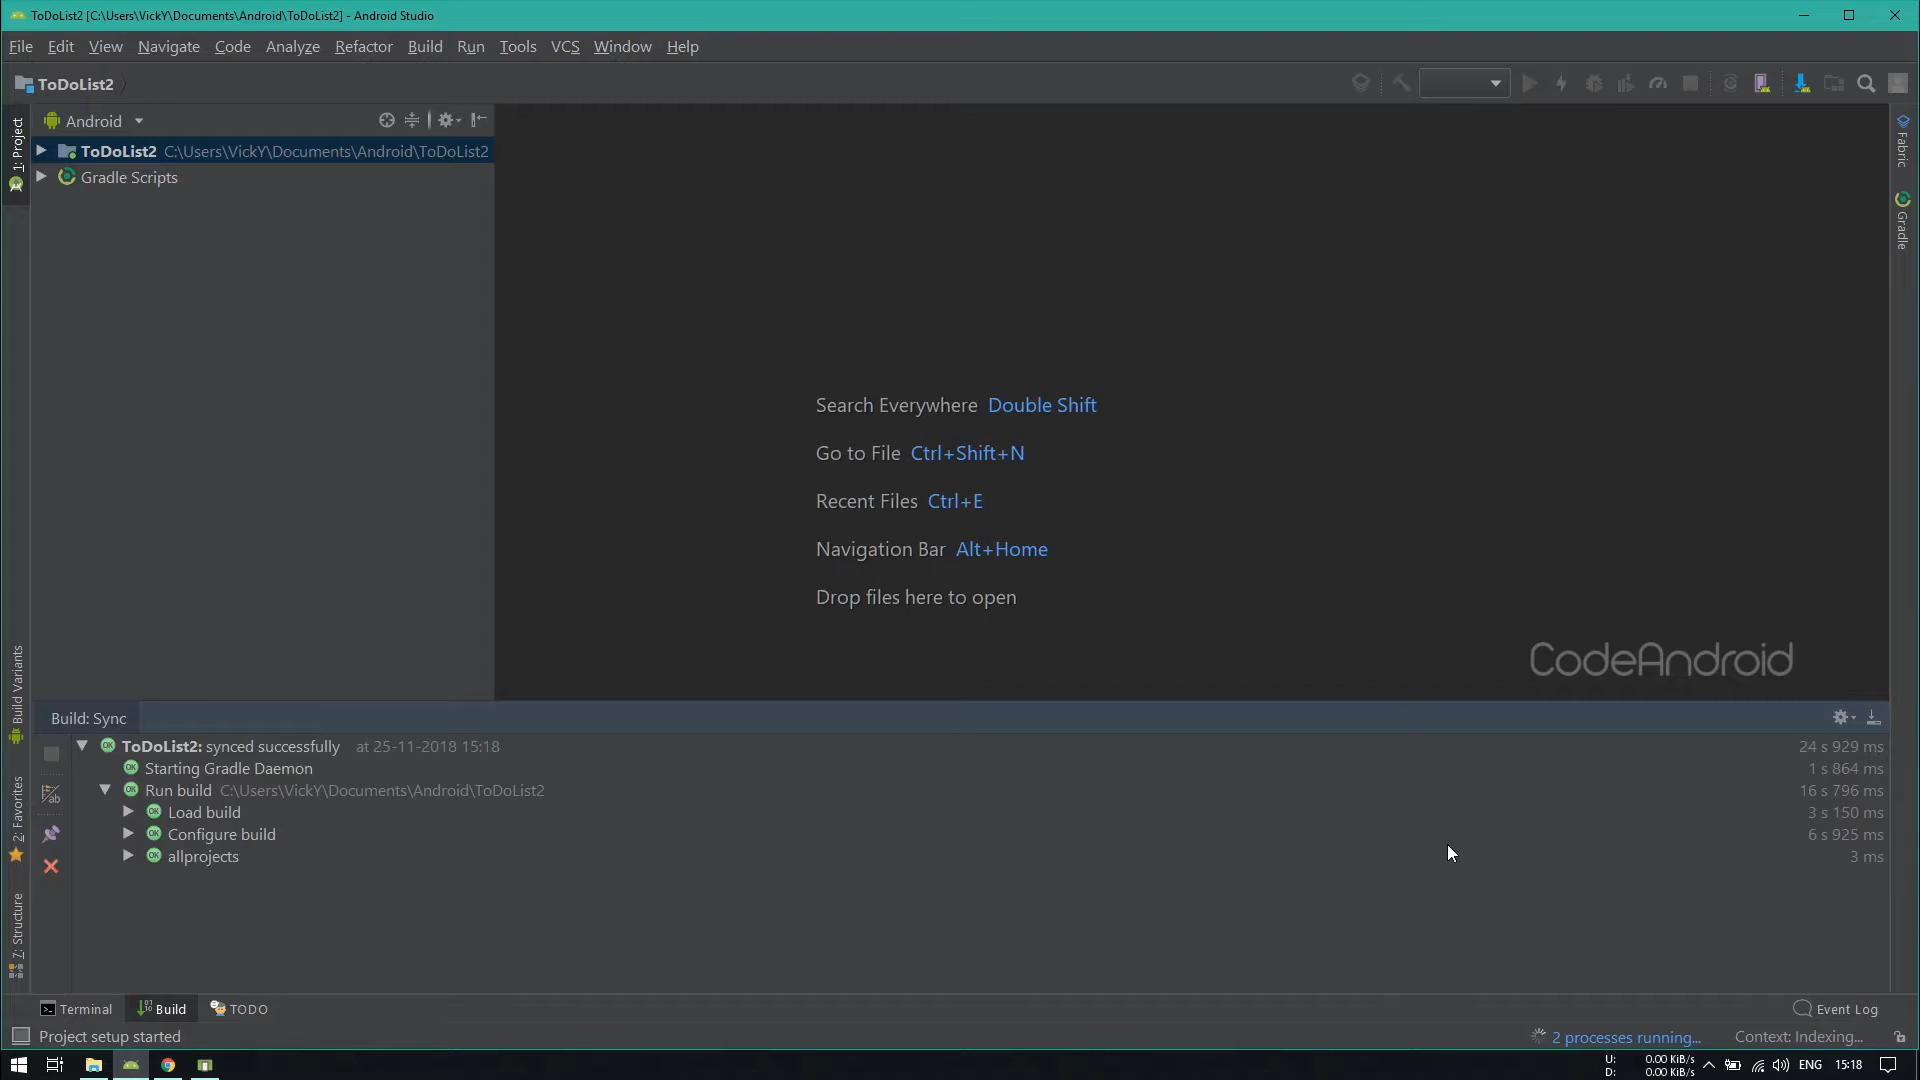 ToDoList2 [C:\Users\VickY\Documents\Android\ToDoList2] - Android Studio
File Edit View Navigate Code Analyze Refactor Build Run Tools VCS Window Help
ToDoList2
Android
1: Project
ToDoList2 C:\Users\VickY\Documents\Android\ToDoList2
Gradle Scripts
Fabric
Gradle
Search Everywhere Double Shift
Go to File Ctrl+Shift+N
Recent Files Ctrl+E
Navigation Bar Alt+Home
Drop files here to open
CodeAndroid
Build Variants
2: Favorites
7: Structure
Build: Sync
ToDoList2: synced successfully at 25-11-2018 15:18 24 s 929 ms
Starting Gradle Daemon 1 s 864 ms
Run build C:\Users\VickY\Documents\Android\ToDoList2 16 s 796 ms
Load build 3 s 150 ms
Configure build 6 s 925 ms
allprojects 3 ms
Terminal Build TODO Event Log
Project setup started 2 processes running... Context: Indexing...
U: 0.00 KiB/s
D: 0.00 KiB/s
ENG 15:18